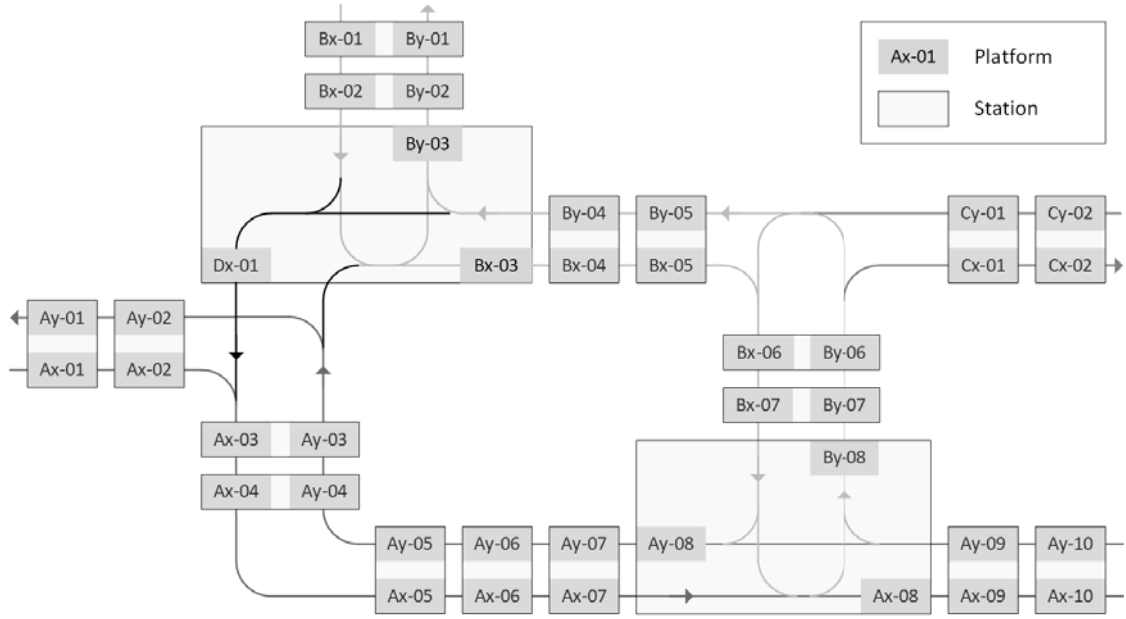 Bx-01 By-01
Ax-01 Platform
Bx-02 By-02
Station
By-03
By-04 By-05 Cy-01 Cy-02
Dx-01 Bx-03 Bx-04 Bx-05 Cx-01 Cx-02
Ay-01 Ay-02
Bx-06 By-06
Ax-01 Ax-02
Bx-07 By-07
Ax-03 Ay-03
By-08
Ax-04 Ay-04
Ay-05 Ay-06 Ay-07 Ay-08 Ay-09 Ay-10
Ax-05 Ax-06 Ax-07 Ax-08 Ax-09 Ax-10